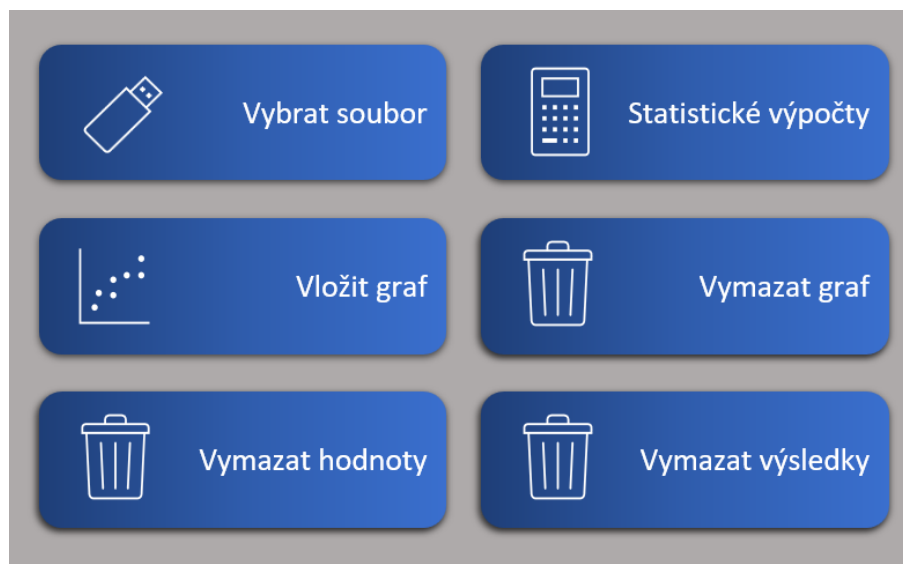 Vybrat soubor
Statistické výpočty
Vložit graf
Vymazat graf
Vymazat hodnoty
Vymazat výsledky